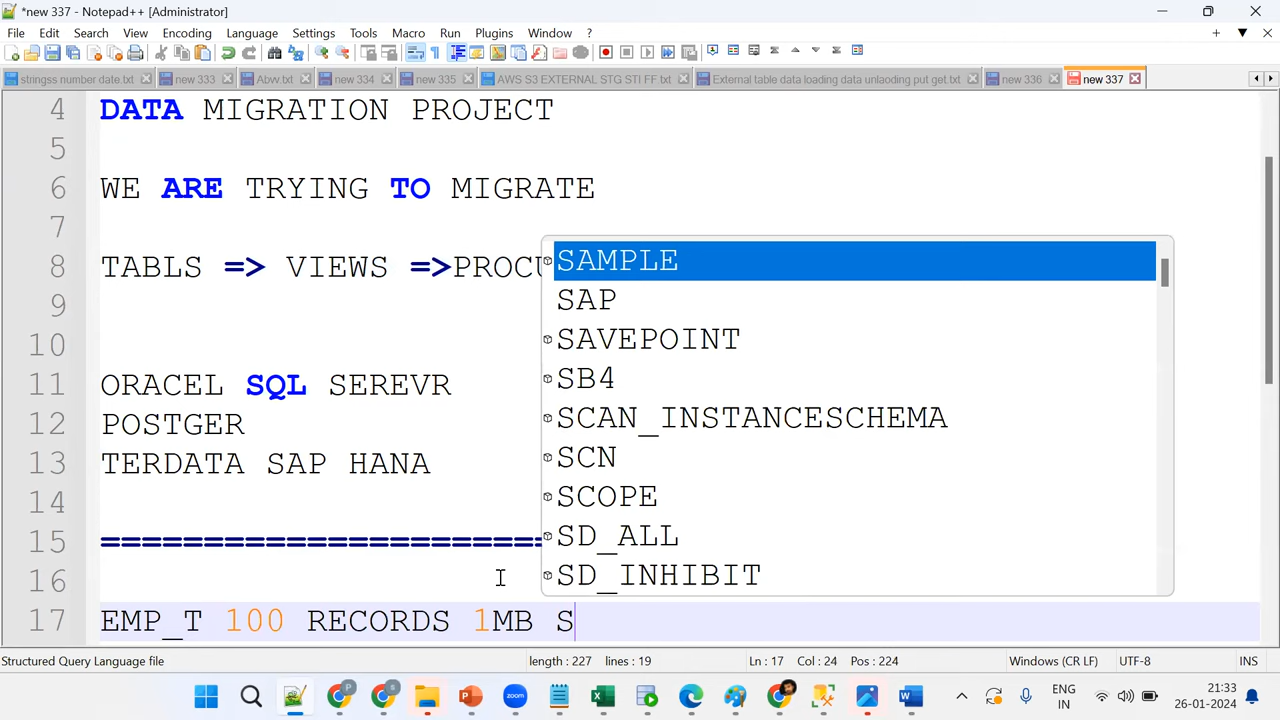 *new 337 - Notepad++ [Administrator]
File Edit Search View Encoding Language Settings Tools Macro Run Plugins Window ?
stringss number date.txt new 333 Abvv.txt new 335 AWS S3 EXTERNAL STG STI FF txt External table data loading data unlaoding put get.txt new 336 new 337
4 DATA MIGRATION PROJECT
5
6 WE ARE TRYING TO MIGRATE
7
8 TABLS => VIEWS =>PROCU
9
10
11 ORACEL SQL SEREVR
12 POSTGER
13 TERDATA SAP HANA
14
15 ======================
16
17 EMP_T 100 RECORDS 1MB S
SAMPLE
SAP
SAVEPOINT
SB4
SCAN_INSTANCESCHEMA
SCN
SCOPE
SD_ALL
SD_INHIBIT
Structured Query Language file length : 227 lines : 19 Ln : 17 Col : 24 Pos : 224 Windows (CR LF) UTF-8 INS
ENG
IN
21:33
26-01-2024